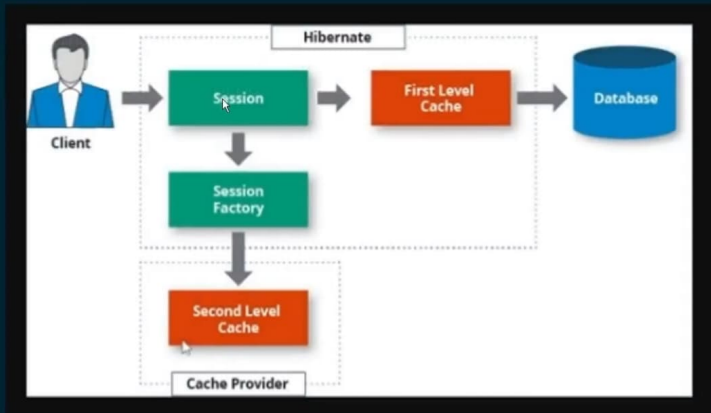 Hibernate
Session
First Level
Cache
Database
Client
Session
Factory
Second Level
Cache
Cache Provider